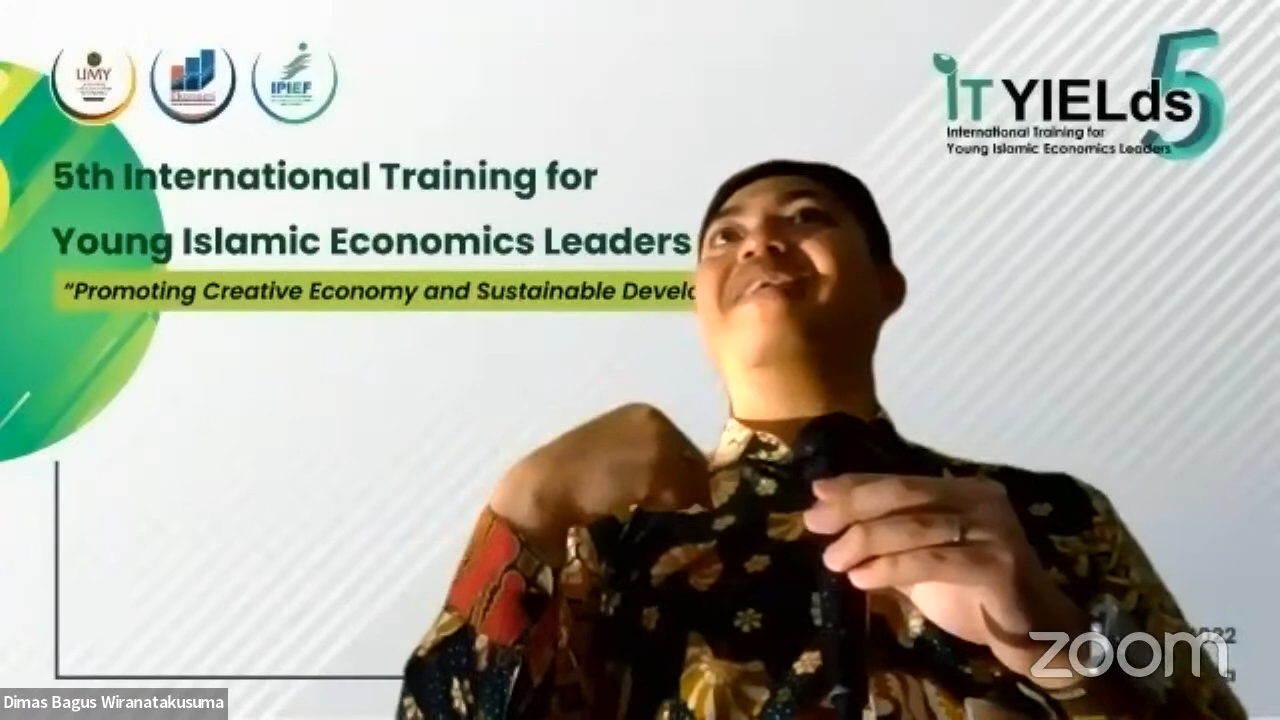 UMY
IPIEF
iT YIELds 5
International Training for
Young Islamic Economics Leaders
5th International Training for
Young Islamic Economics Leaders
“Promoting Creative Economy and Sustainable Develo
zoom
Dimas Bagus Wiranatakusuma